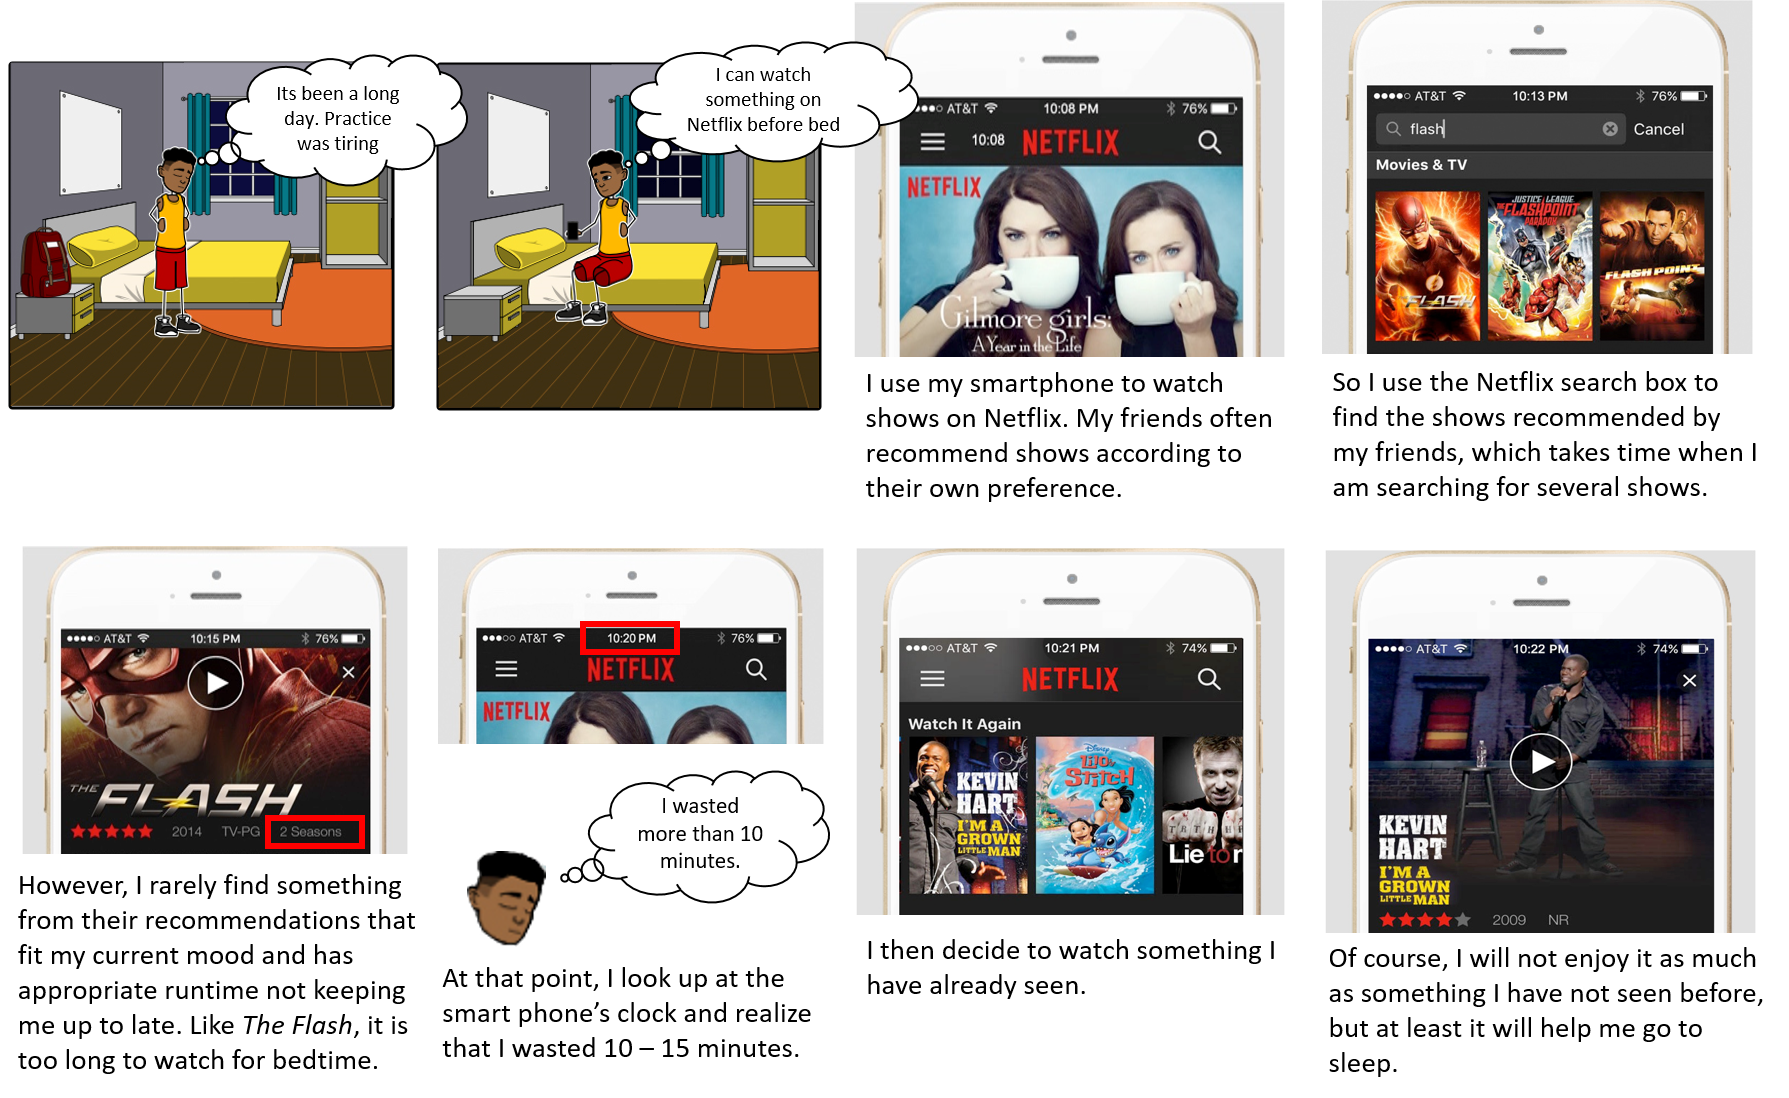 Its been a long
day. Practice
was tiring
I can watch
something on
Netflix before bed
AT&T 10:08 PM 76%
10:08 NETFLIX
NETFLIX
Gilmore girls:
A Year in the Life
I use my smartphone to watch
shows on Netflix. My friends often
recommend shows according to
their own preference.
AT&T 10:13 PM 76%
flash Cancel
Movies & TV
FLASH
JUSTICE LEAGUE
THE FLASHPOINT
PARADOX
FLASH POINT
So I use the Netflix search box to
find the shows recommended by
my friends, which takes time when I
am searching for several shows.
AT&T 10:15 PM 76%
THE FLASH
2014 TV-PG 2 Seasons
However, I rarely find something
from their recommendations that
fit my current mood and has
appropriate runtime not keeping
me up to late. Like The Flash, it is
too long to watch for bedtime.
AT&T 10:20 PM 76%
NETFLIX
NETFLIX
I wasted
more than 10
minutes.
At that point, I look up at the
smart phone’s clock and realize
that I wasted 10 – 15 minutes.
AT&T 10:21 PM 74%
NETFLIX
Watch It Again
KEVIN
HART
I'M A
GROWN
LITTLE MAN
Disney
LILO &
STITCH
TRTH
Lie to
I then decide to watch something I
have already seen.
AT&T 10:22 PM 74%
KEVIN
HART
I'M A
GROWN
LITTLE MAN
2009 NR
Of course, I will not enjoy it as much
as something I have not seen before,
but at least it will help me go to
sleep.